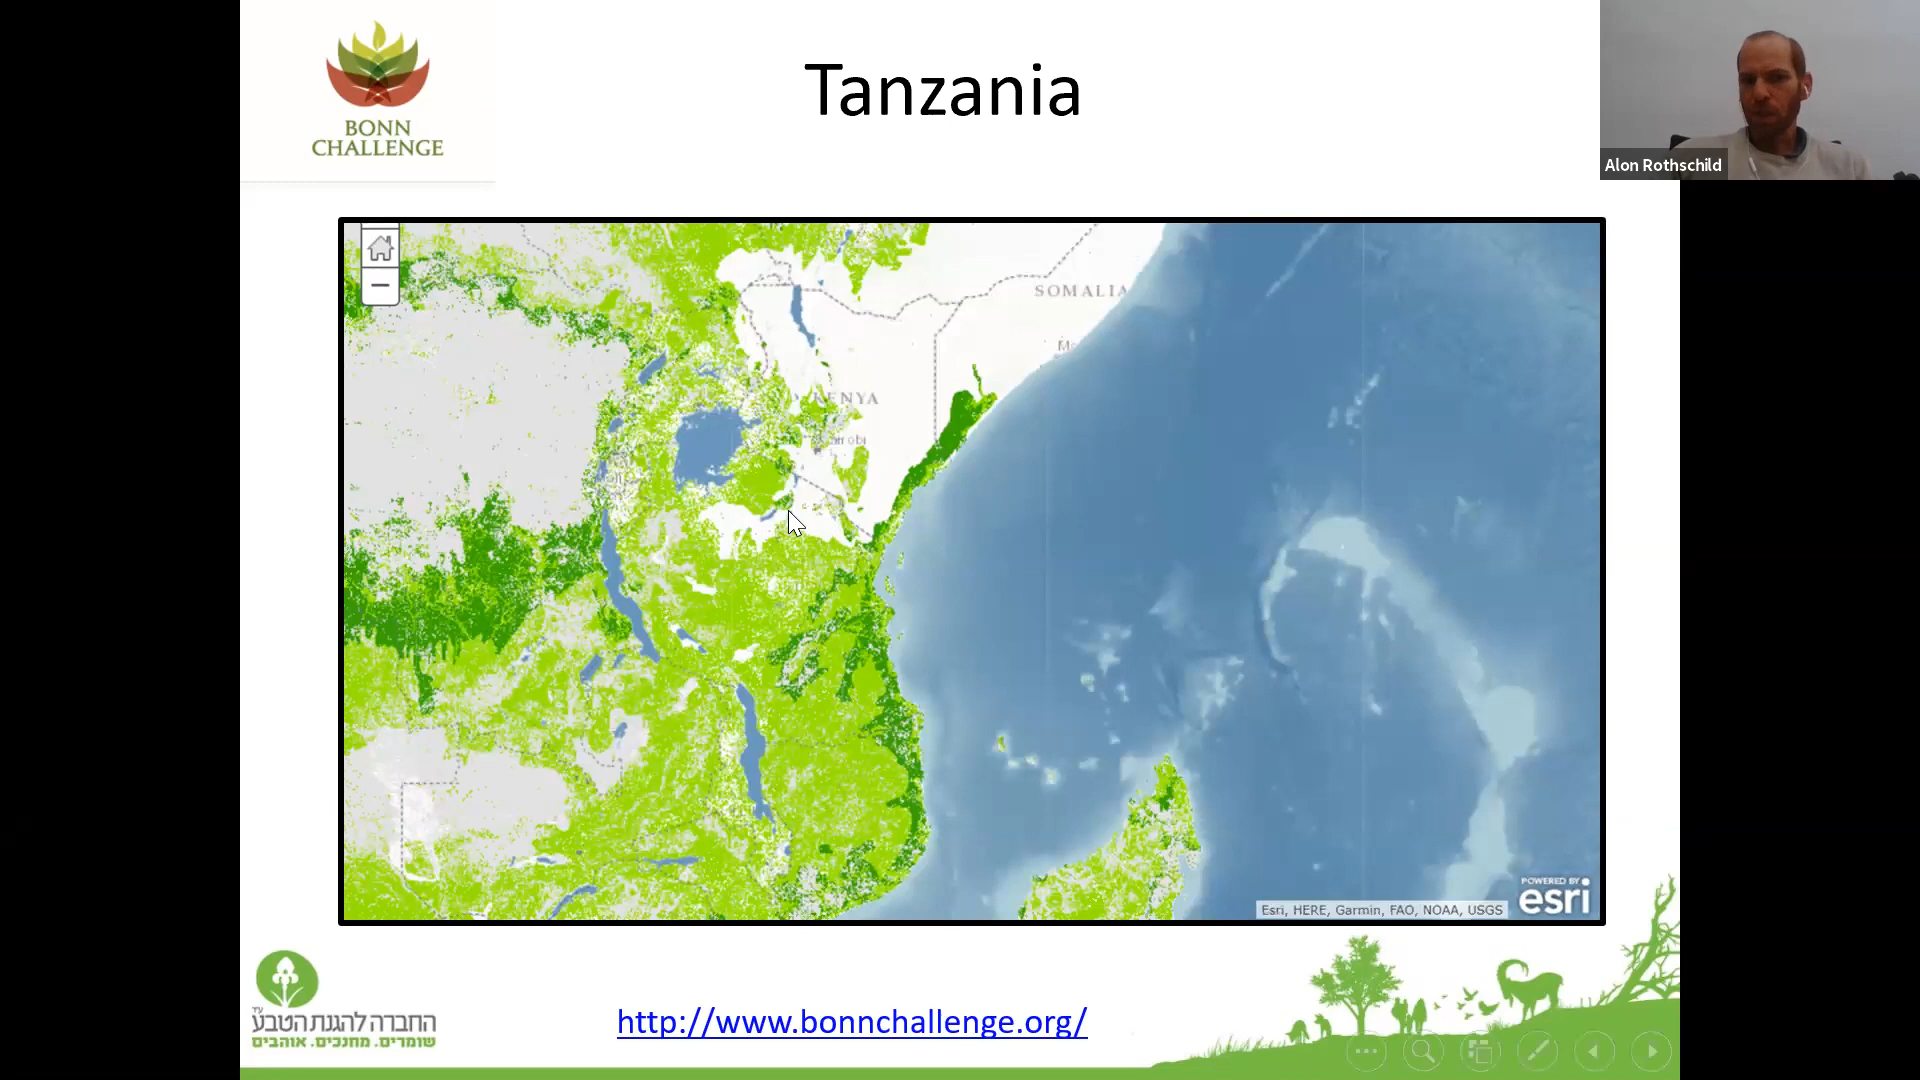 BONN
CHALLENGE
Tanzania
Alon Rothschild
SOMALIA
KENYA
POWERED BY
esri
Esri, HERE, Garmin, FAO, NOAA, USGS
החברה להגנת הטבע
שומרים. מחנכים. אוהבים.
http://www.bonnchallenge.org/